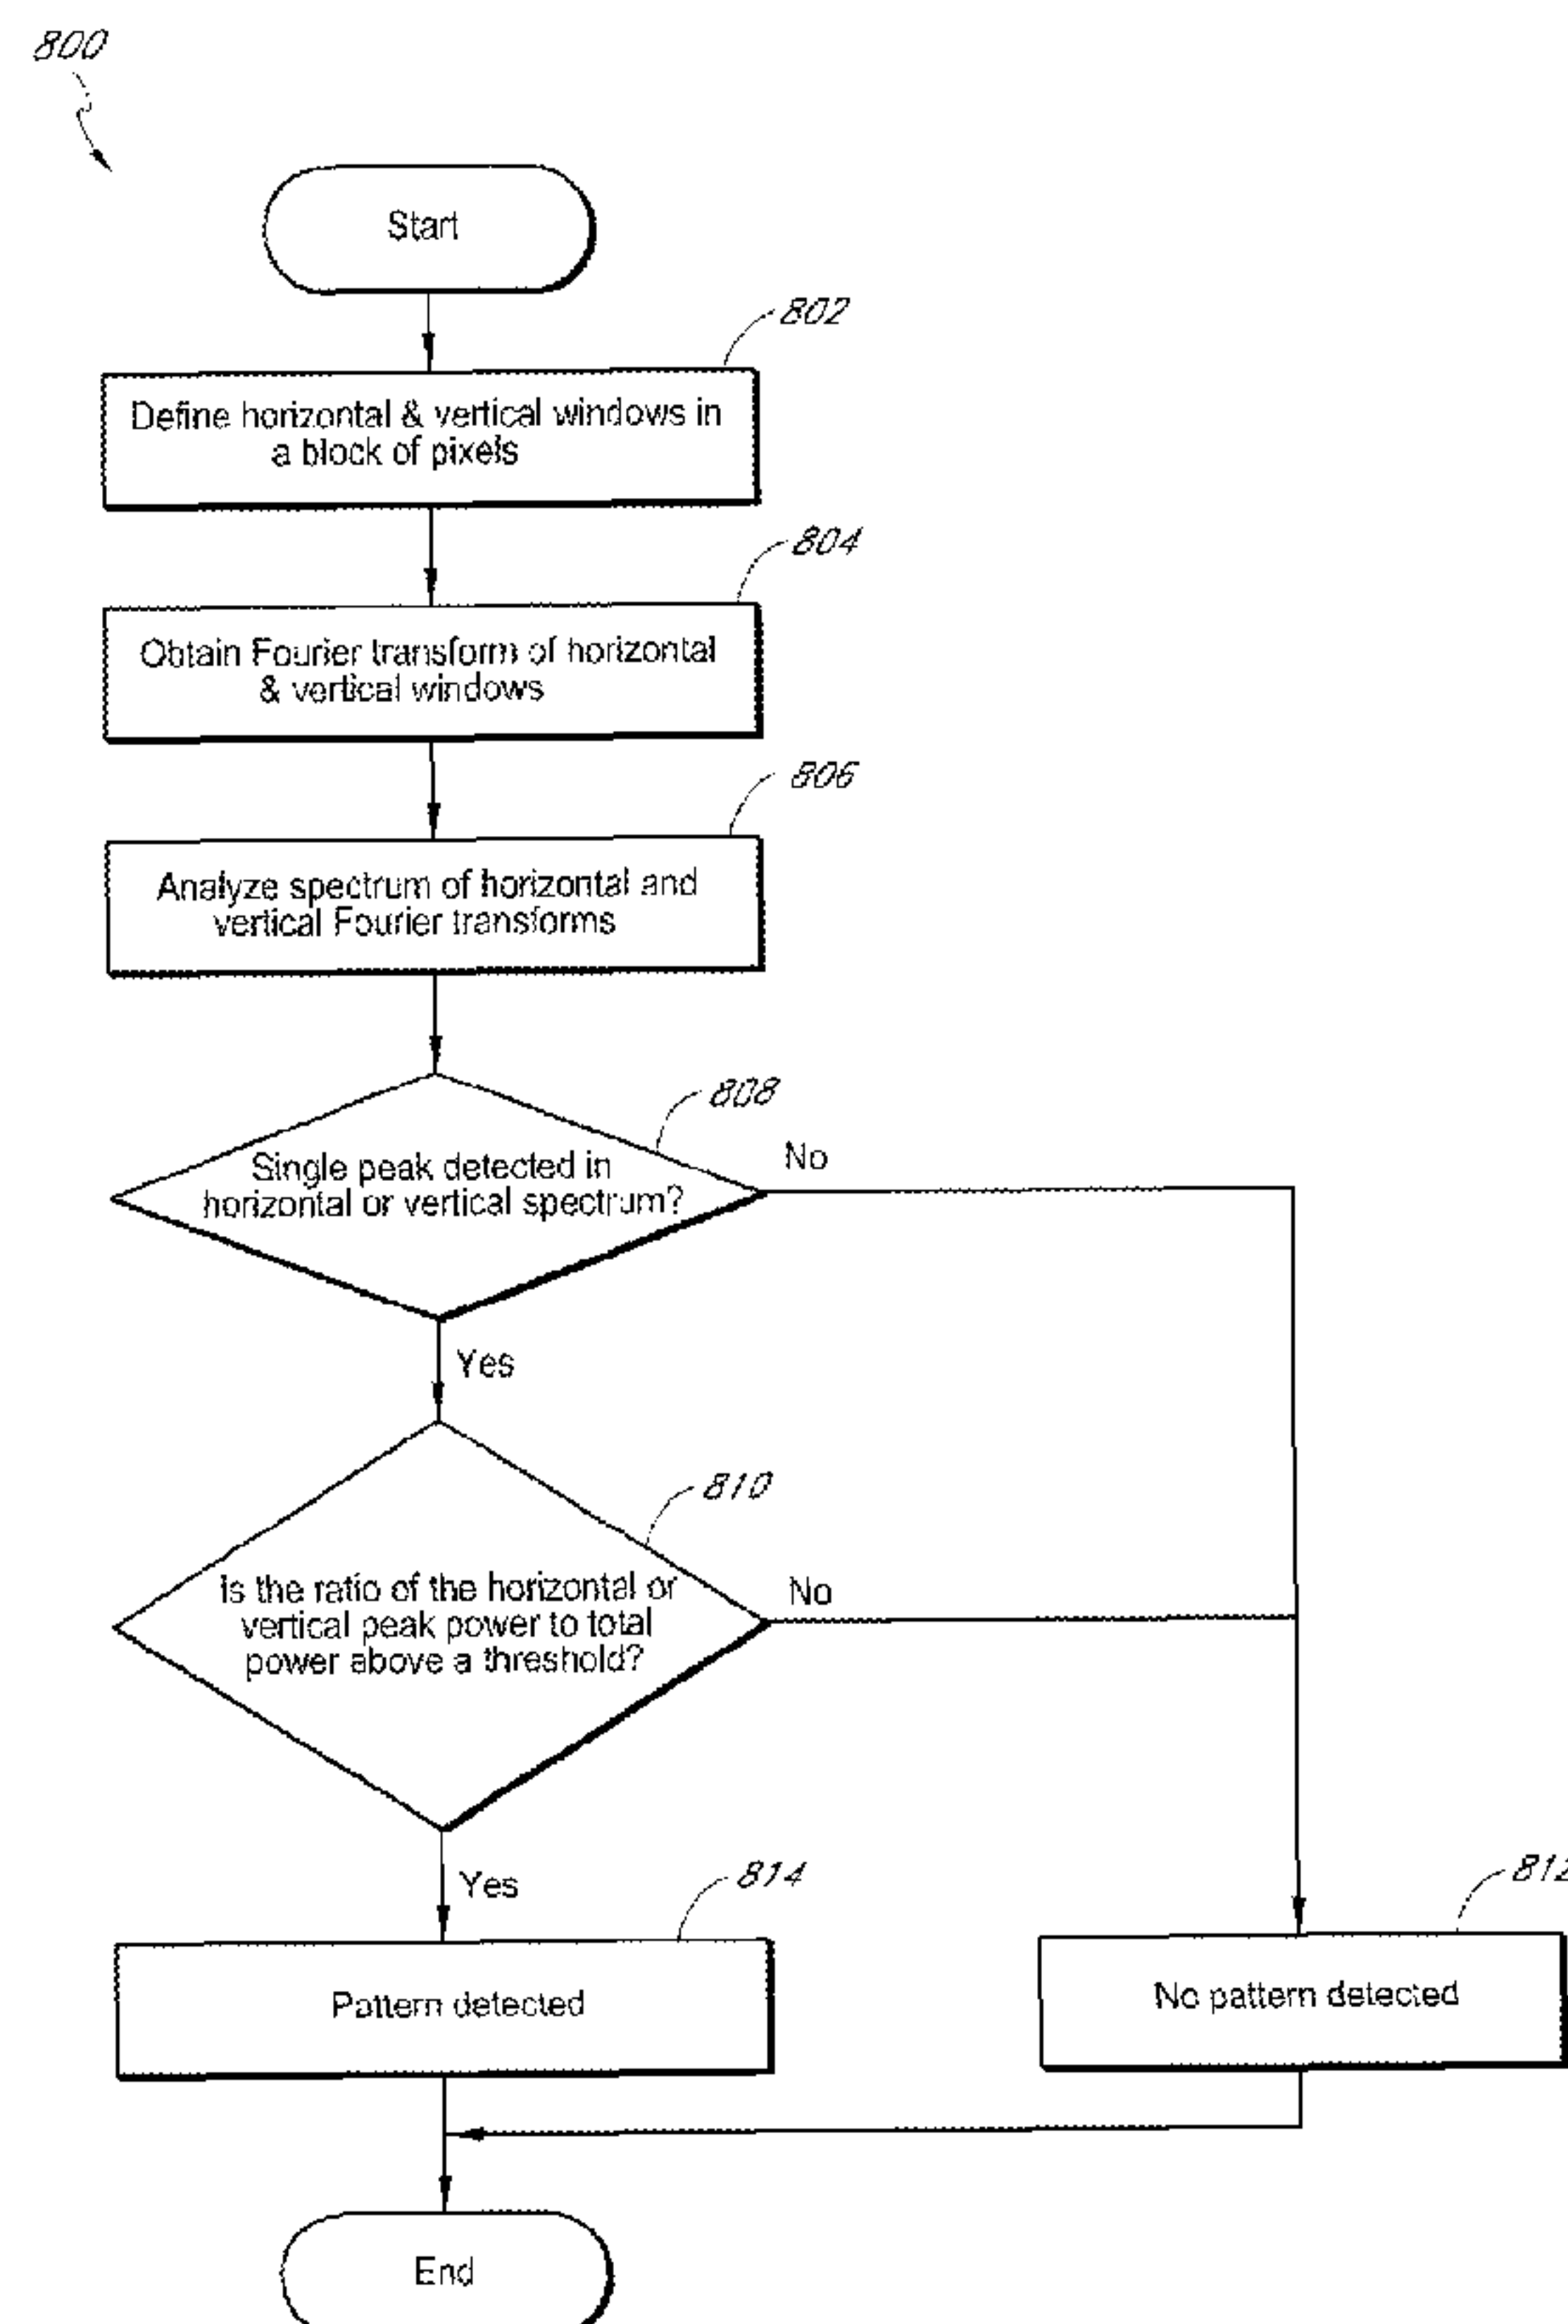 800
Start
802
Define horizontal & vertical windows in
a block of pixels
804
Obtain Fourier transform of horizontal
& vertical windows
806
Analyze spectrum of horizontal and
vertical Fourier transforms
808
Single peak detected in
horizontal or vertical spectrum?
No
Yes
810
Is the ratio of the horizontal or
vertical peak power to total
power above a threshold?
No
Yes
814
812
Pattern detected
No pattern detected
End